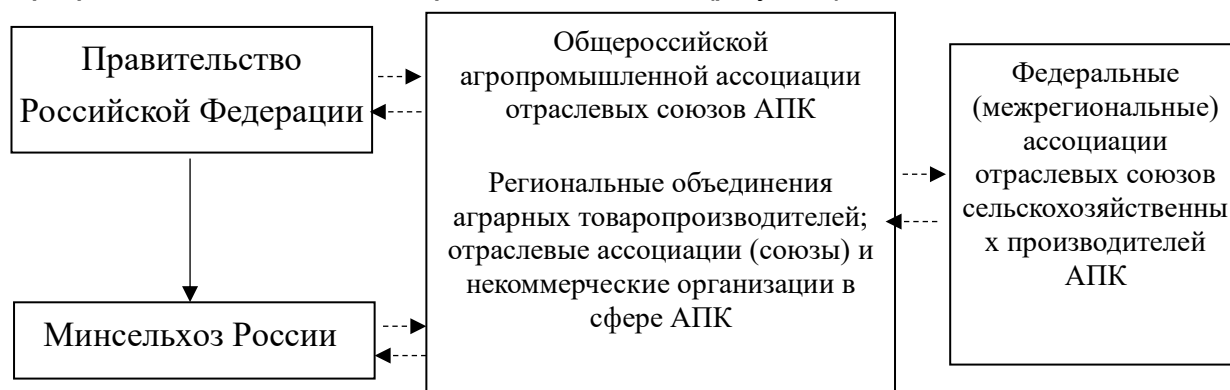 Правительство
Российской Федерации
Общероссийской
агропромышленной ассоциации
отраслевых союзов АПК
Региональные объединения
аграрных товаропроизводителей;
отраслевые ассоциации (союзы) и
некоммерческие организации в
сфере АПК
Федеральные
(межрегиональные)
ассоциации
отраслевых союзов
сельскохозяйственны
х производителей
АПК
Минсельхоз России